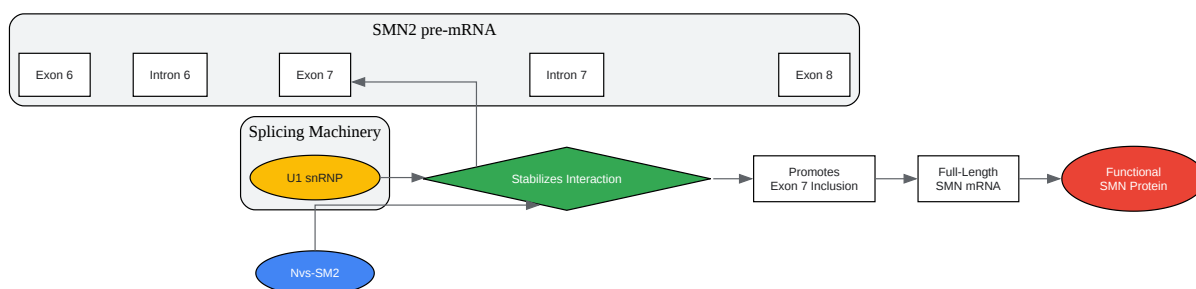 SMN2 pre-mRNA
Exon 6
Intron 6
Exon 7
Intron 7
Exon 8
Splicing Machinery
U1 snRNP
Stabilizes Interaction
Promotes
Exon 7 Inclusion
Full-Length
SMN mRNA
Functional
SMN Protein
Nvs-SM2